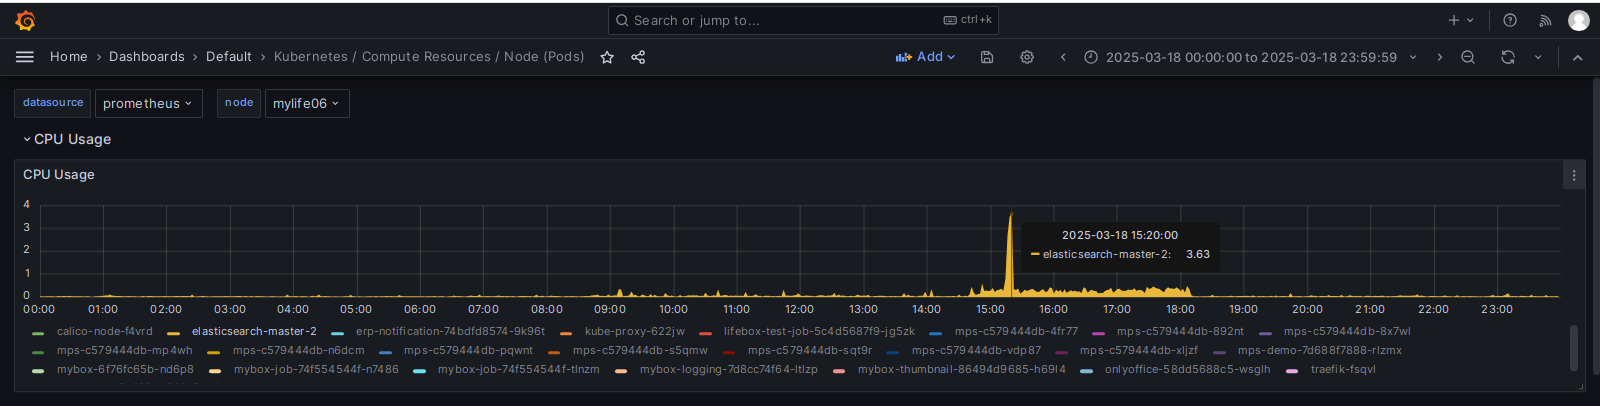 Search or jump to... ctrl+k
Home Dashboards Default Kubernetes / Compute Resources / Node (Pods) Add 2025-03-18 00:00:00 to 2025-03-18 23:59:59
datasource prometheus node mylife06
CPU Usage
CPU Usage
4
3
2
1
0
2025-03-18 15:20:00
elasticsearch-master-2: 3.63
00:00 01:00 02:00 03:00 04:00 05:00 06:00 07:00 08:00 09:00 10:00 11:00 12:00 13:00 14:00 15:00 16:00 17:00 18:00 19:00 20:00 21:00 22:00 23:00
calico-node-f4vrd elasticsearch-master-2 erp-notification-74bdfd8574-9k96t kube-proxy-622jw lifebox-test-job-5c4d5687f9-jg5zk mps-c579444db-4fr77 mps-c579444db-892nt mps-c579444db-8x7wl
mps-c579444db-mp4wh mps-c579444db-n6dcm mps-c579444db-pqwnt mps-c579444db-s5qmw mps-c579444db-sqt9r mps-c579444db-vdp87 mps-c579444db-xljzf mps-demo-7d688f7888-rlzmx
mybox-6f76fc65b-nd6p8 mybox-job-74f554544f-n7486 mybox-job-74f554544f-tlnzm mybox-logging-7d8cc74f64-ltlzp mybox-thumbnail-86494d9685-h69l4 onlyoffice-58dd5688c5-wsglh traefik-fsqvl